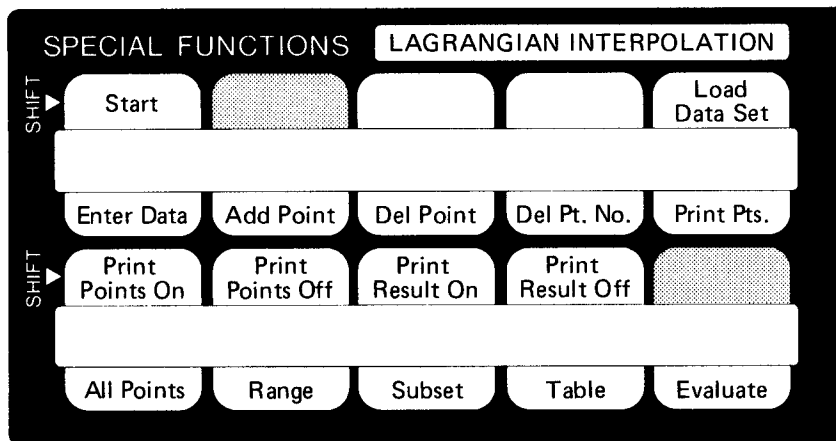 SPECIAL FUNCTIONS LAGRANGIAN INTERPOLATION
SHIFT
Start
Load
Data Set
Enter Data Add Point Del Point Del Pt. No. Print Pts.
SHIFT
Print Print Print Print
Points On Points Off Result On Result Off
All Points Range Subset Table Evaluate